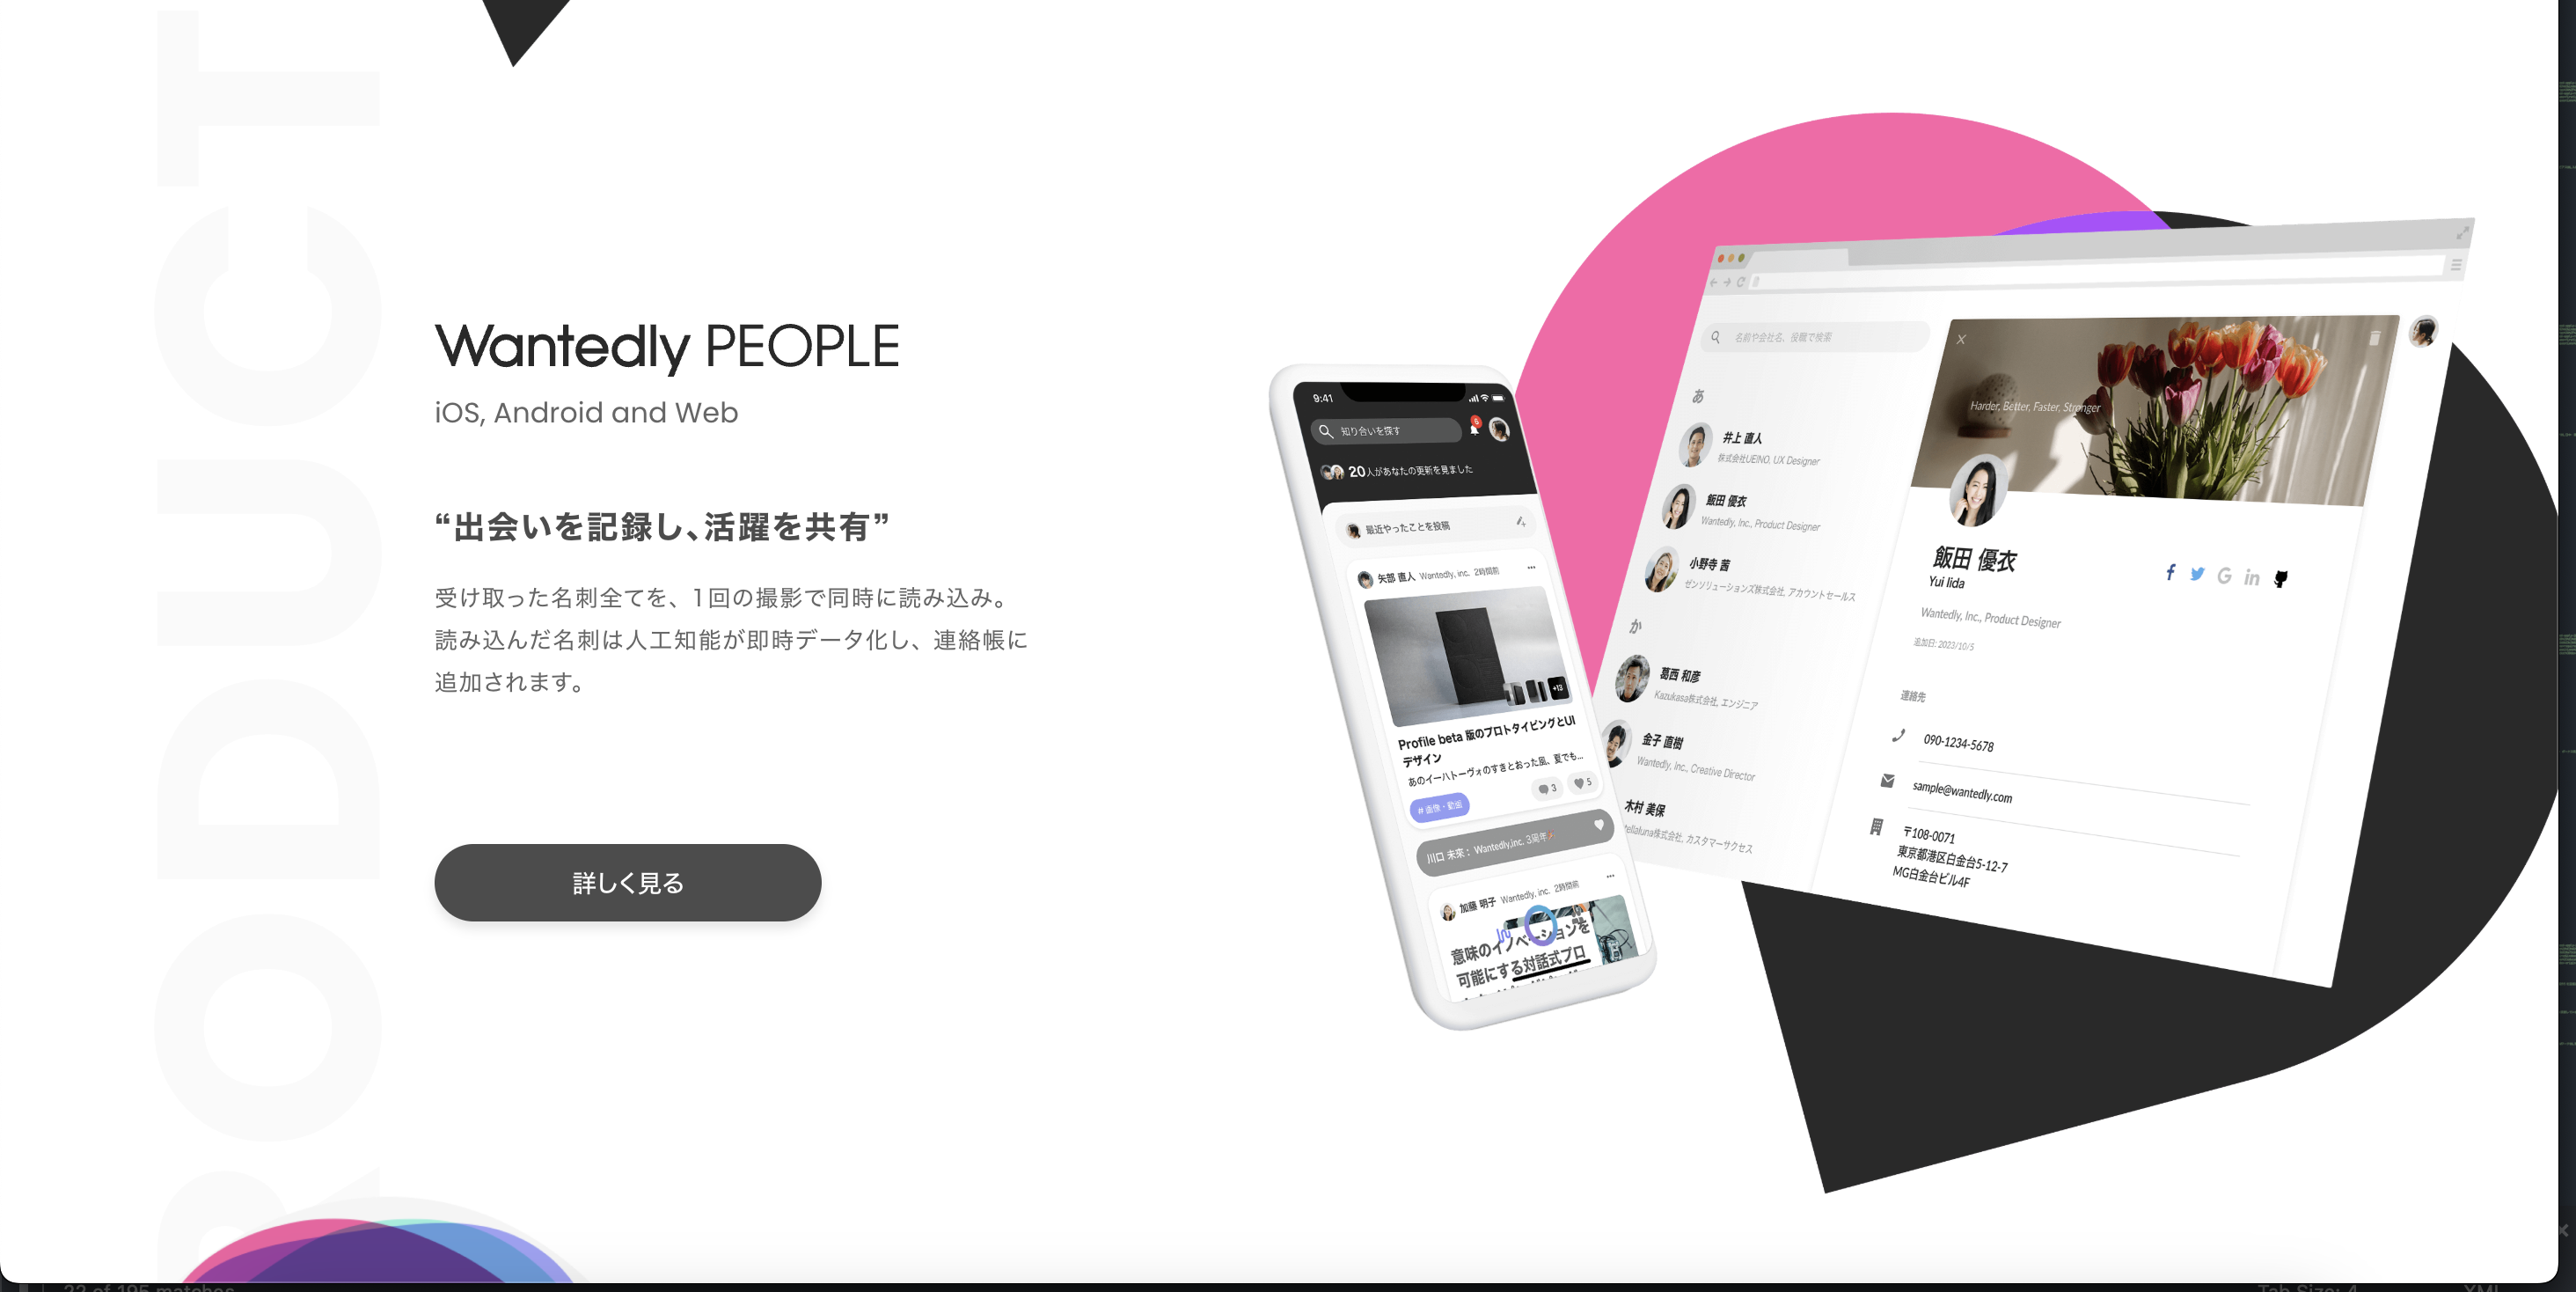 PRODUCT
Wantedly PEOPLE
iOS, Android and Web
“出会いを記録し、活躍を共有”
受け取った名刺全てを、1回の撮影で同時に読み込み。
読み込んだ名刺は人工知能が即時データ化し、連絡帳に
追加されます。
詳しく見る
9:41
知り合いを探す
5
20人があなたの更新を見ました
最近やったことを投稿
矢部 直人 Wantedly, inc. 2時間前
+13
Profile beta 版のプロトタイピングとUI
デザイン
あのイーハトーヴォのすきとおった風、夏でも...
# 画像・動画
3
5
川口 未来： Wantedly,Inc. 3周年
加藤 明子 Wantedly, inc. 2時間前
意味のイノベーションを
可能にする対話式プロ
名前や会社名、役職で検索
あ
井上 直人
株式会社UEINO, UX Designer
飯田 優衣
Wantedly, Inc., Product Designer
小野寺 茜
ゼンソリューションズ株式会社, アカウントセールス
か
葛西 和彦
Kazukasa株式会社, エンジニア
金子 直樹
Wantedly, Inc., Creative Director
木村 美保
tellaluna株式会社, カスタマーサクセス
Harder, Better, Faster, Stronger
飯田 優衣
Yui Iida
Wantedly, Inc., Product Designer
追加日: 2023/10/5
連絡先
090-1234-5678
sample@wantedly.com
〒108-0071
東京都港区白金台5-12-7
MG白金台ビル4F
22 of 195 matches
Tab Size: 4
XML